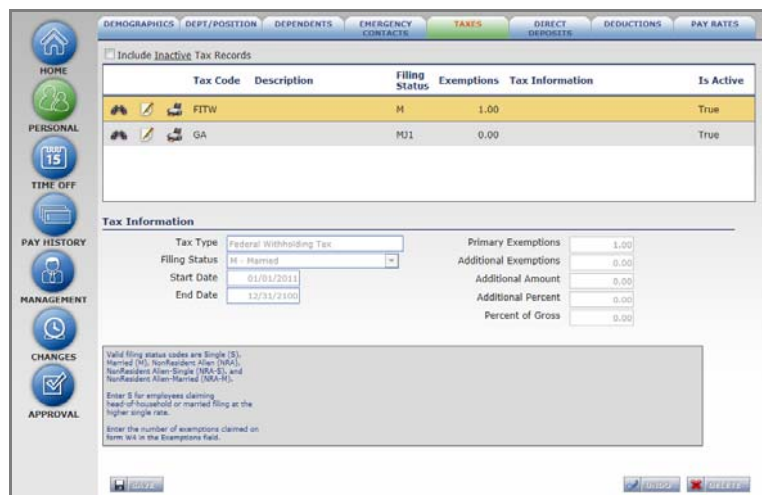 DEMOGRAPHICS DEPT/POSITION DEPENDENTS EMERGENCY CONTACTS TAXES DIRECT DEPOSITS DEDUCTIONS PAY RATES
Include Inactive Tax Records
Tax Code Description Filing Status Exemptions Tax Information Is Active
FITW M 1.00 True
GA MJ1 0.00 True
HOME
PERSONAL
15
TIME OFF
PAY HISTORY
MANAGEMENT
CHANGES
APPROVAL
Tax Information
Tax Type Federal Withholding Tax
Filing Status M - Married
Start Date 01/01/2011
End Date 12/31/2100
Primary Exemptions 1.00
Additional Exemptions 0.00
Additional Amount 0.00
Additional Percent 0.00
Percent of Gross 0.00
Valid filing status codes are Single (S),
Married (M), NonResident Alien (NRA),
NonResident Alien-Single (NRA-S), and
NonResident Alien-Married (NRA-M).
Enter S for employees claiming
head-of-household or married filing at the
higher single rate.
Enter the number of exemptions claimed on
form W4 in the Exemptions field.
SAVE UNDO DELETE